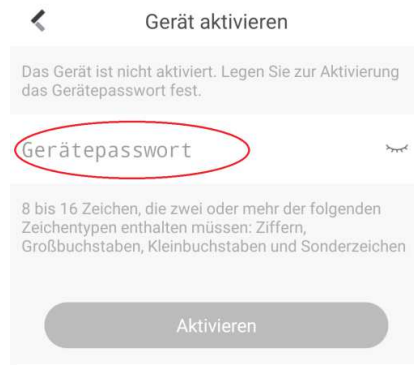 Gerät aktivieren
Das Gerät ist nicht aktiviert. Legen Sie zur Aktivierung
das Gerätepasswort fest.
Gerätepasswort
8 bis 16 Zeichen, die zwei oder mehr der folgenden
Zeichentypen enthalten müssen: Ziffern,
Großbuchstaben, Kleinbuchstaben und Sonderzeichen
Aktivieren